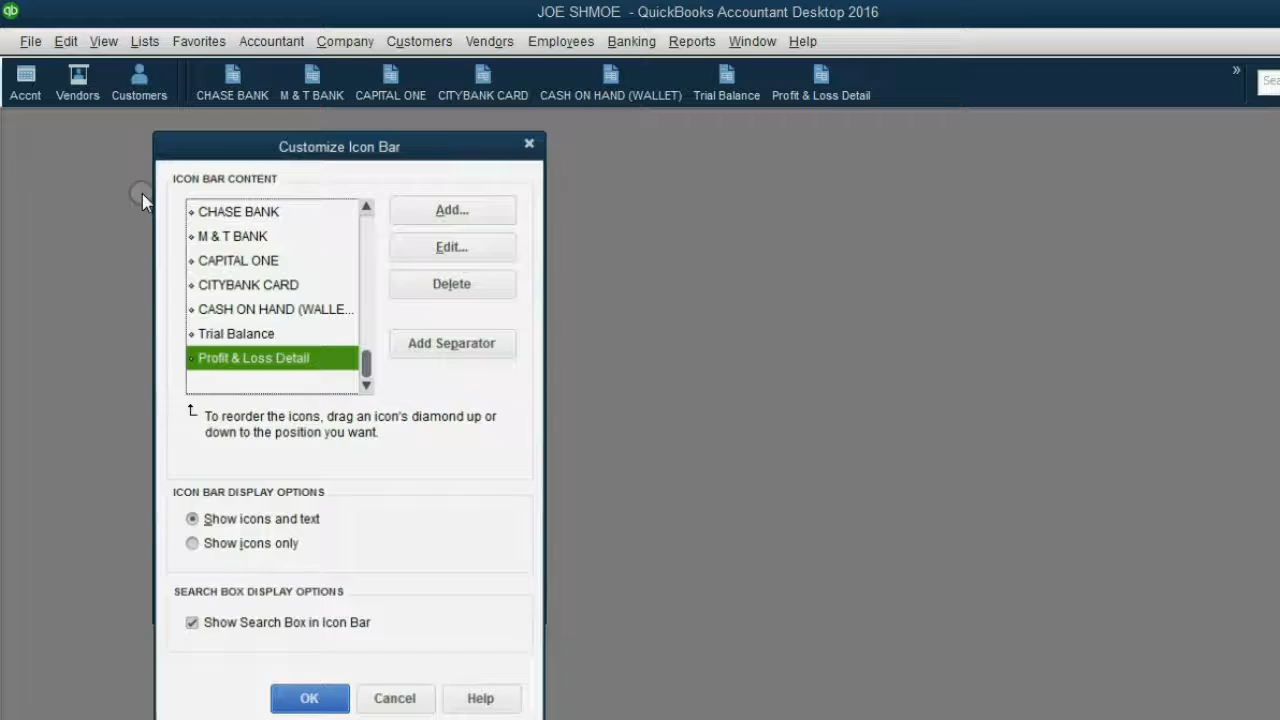 qb
JOE SHMOE - QuickBooks Accountant Desktop 2016
File Edit View Lists Favorites Accountant Company Customers Vendors Employees Banking Reports Window Help
Accnt Vendors Customers CHASE BANK M & T BANK CAPITAL ONE CITYBANK CARD CASH ON HAND (WALLET) Trial Balance Profit & Loss Detail » Sea
Customize Icon Bar
ICON BAR CONTENT
CHASE BANK
M & T BANK
CAPITAL ONE
CITYBANK CARD
CASH ON HAND (WALLE...
Trial Balance
Profit & Loss Detail
Add...
Edit...
Delete
Add Separator
To reorder the icons, drag an icon's diamond up or
down to the position you want.
ICON BAR DISPLAY OPTIONS
Show icons and text
Show icons only
SEARCH BOX DISPLAY OPTIONS
Show Search Box in Icon Bar
OK Cancel Help